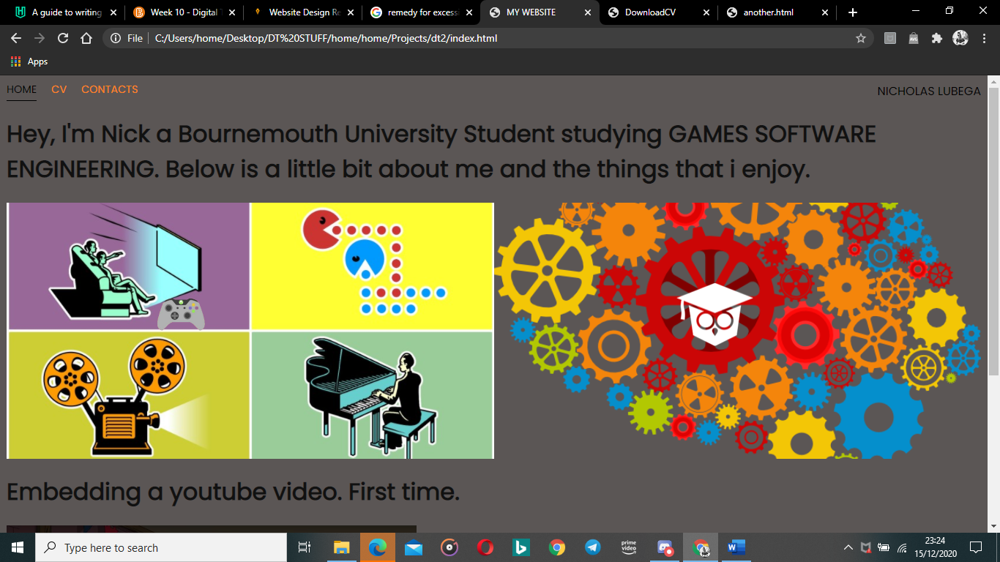 A guide to writing
Week 10 - Digital T
Website Design Re
remedy for excessi
MY WEBSITE
DownloadCV
another.html
File
C:/Users/home/Desktop/DT%20STUFF/home/home/Projects/dt2/index.html
Apps
HOME CV CONTACTS
NICHOLAS LUBEGA
Hey, I'm Nick a Bournemouth University Student studying GAMES SOFTWARE
ENGINEERING. Below is a little bit about me and the things that i enjoy.
Embedding a youtube video. First time.
Type here to search
prime
video
23:24
15/12/2020